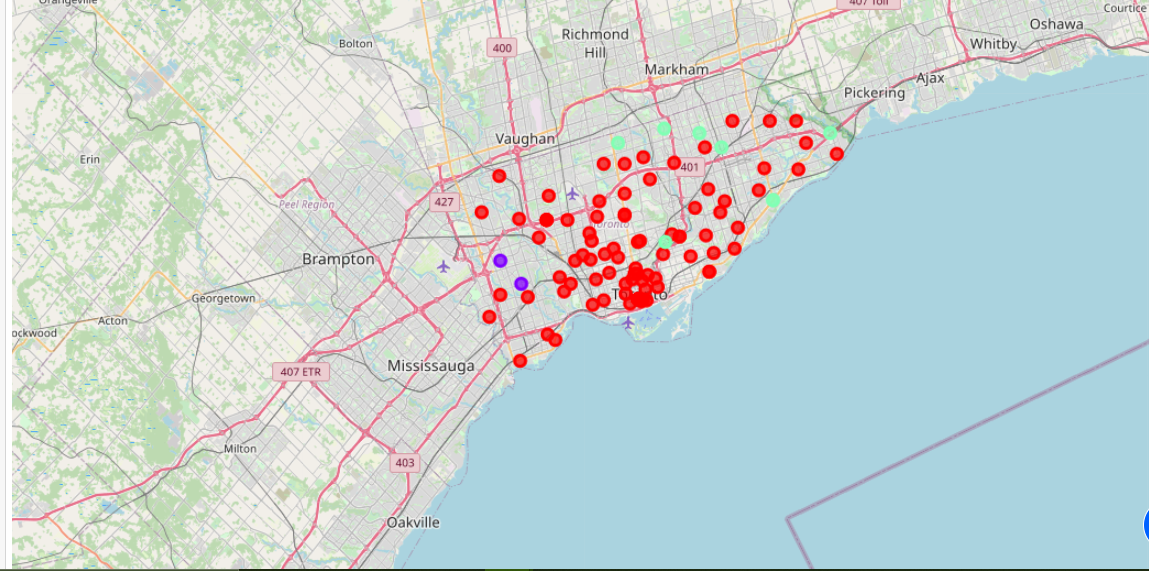 Orangeville
407 Toll
Courtice
Oshawa
Richmond
Hill
Whitby
Bolton
400
Markham
Ajax
Pickering
Vaughan
Erin
401
427
Peel Region
Toronto
Brampton
Georgetown
Toronto
Acton
ockwood
Mississauga
407 ETR
Milton
403
Oakville